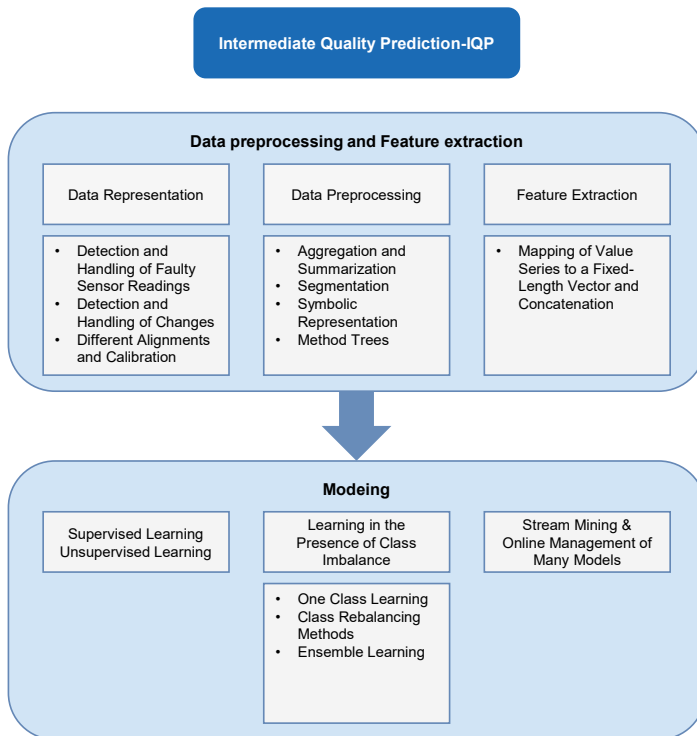 Intermediate Quality Prediction-IQP
Data preprocessing and Feature extraction
Data Representation
• Detection and
Handling of Faulty
Sensor Readings
• Detection and
Handling of Changes
• Different Alignments
and Calibration
Data Preprocessing
• Aggregation and
Summarization
• Segmentation
• Symbolic
Representation
• Method Trees
Feature Extraction
• Mapping of Value
Series to a Fixed-
Length Vector and
Concatenation
Modeing
Supervised Learning
Unsupervised Learning
Learning in the
Presence of Class
Imbalance
• One Class Learning
• Class Rebalancing
Methods
• Ensemble Learning
Stream Mining &
Online Management of
Many Models